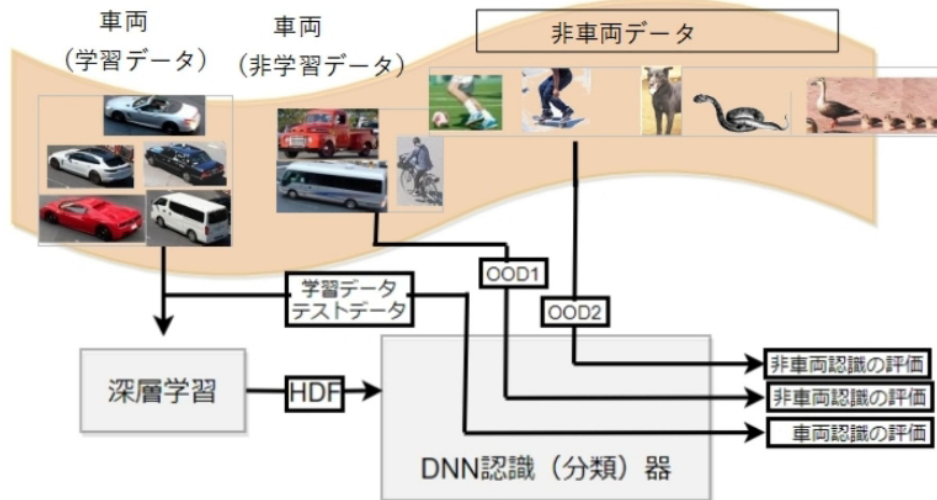 車両
(学習データ)
車両
(非学習データ)
非車両データ
OOD1
学習データ
テストデータ
OOD2
深層学習
HDF
非車両認識の評価
非車両認識の評価
車両認識の評価
DNN認識（分類）器